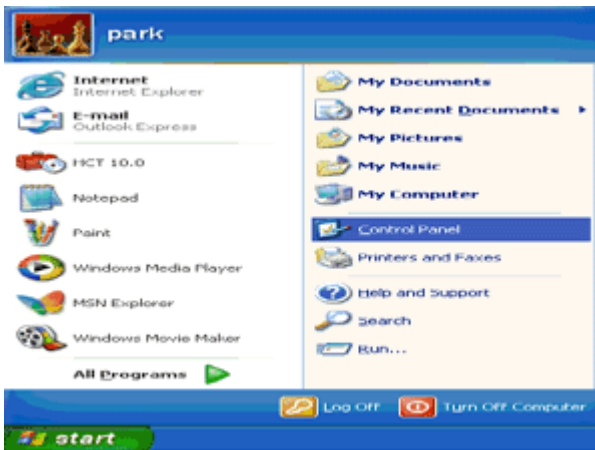 park
Internet
Internet Explorer
E-mail
Outlook Express
HCT 10.0
Notepad
Paint
Windows Media Player
MSN Explorer
Windows Movie Maker
All Programs
My Documents
My Recent Documents
My Pictures
My Music
My Computer
Control Panel
Printers and Faxes
Help and Support
Search
Run...
Log Off
Turn Off Computer
start